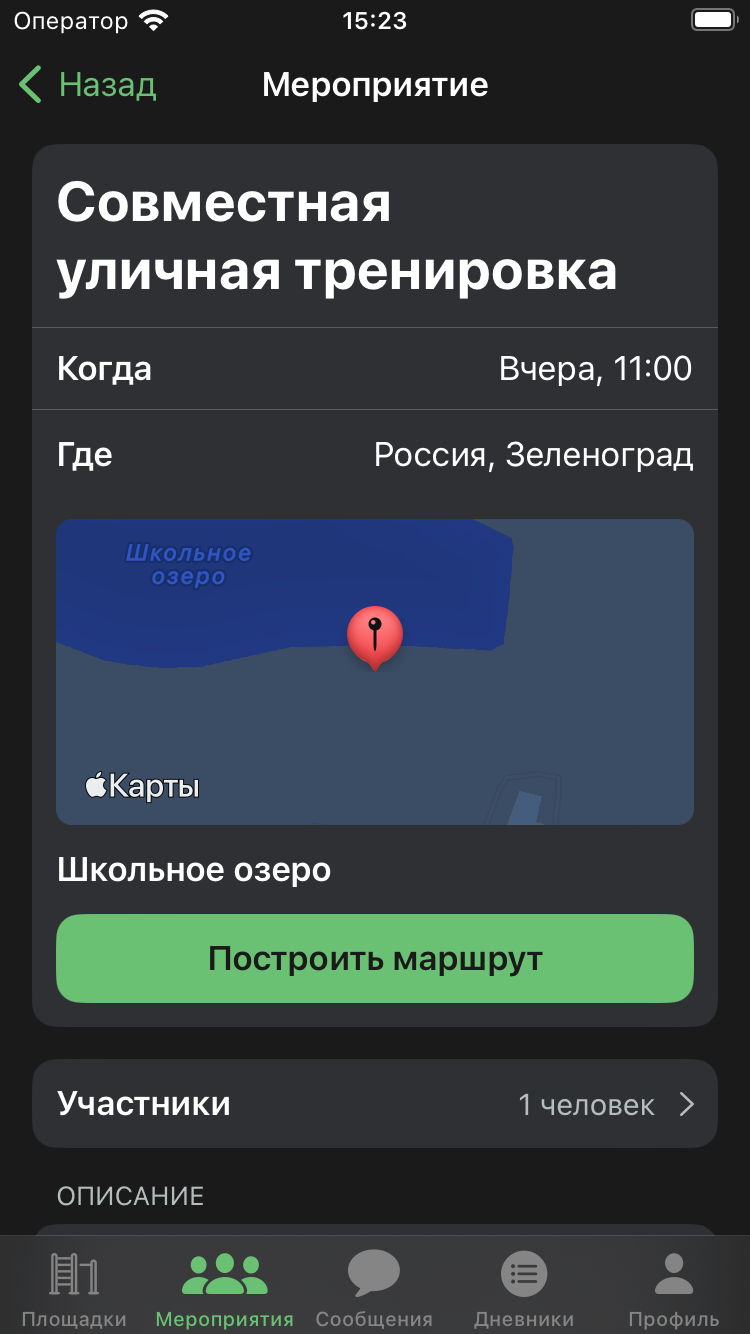 Оператор 15:23
Назад Мероприятие
Совместная
уличная тренировка
Когда Вчера, 11:00
Где Россия, Зеленоград
Школьное
озеро
Карты
Школьное озеро
Построить маршрут
Участники 1 человек
ОПИСАНИЕ
Площадки Мероприятия Сообщения Дневники Профиль